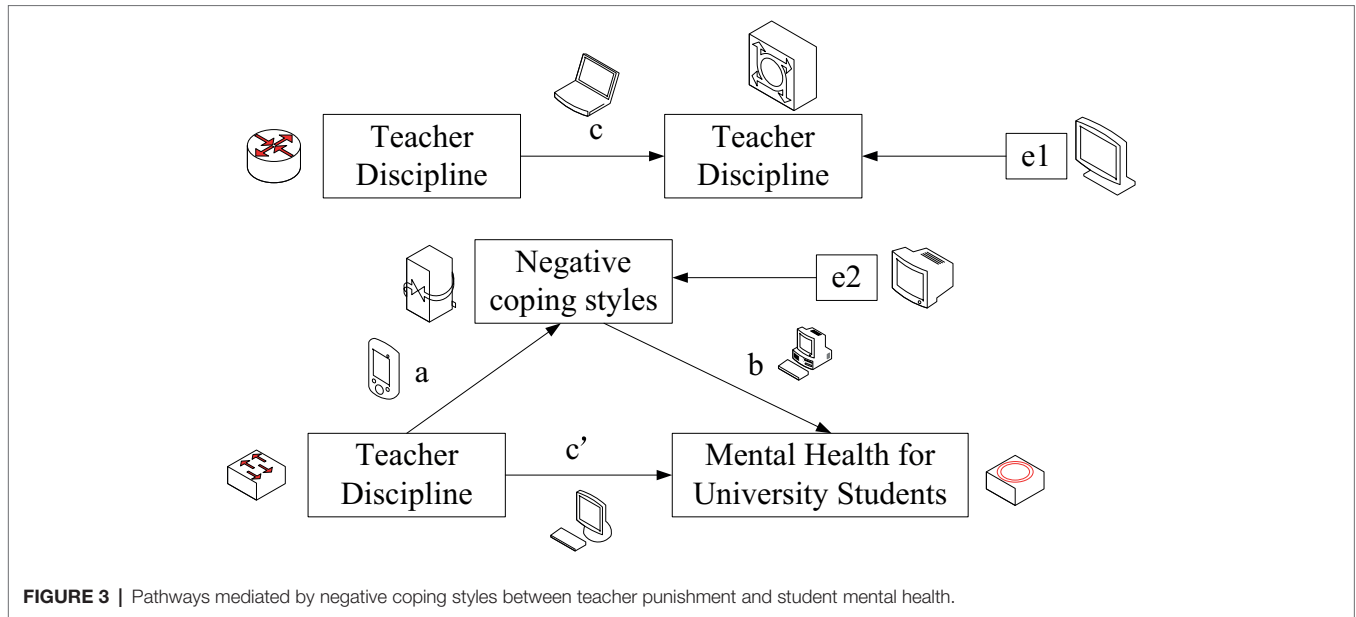 c
Teacher
Discipline
Teacher
Discipline
e1
Negative
coping styles
e2
a
b
Teacher
Discipline
c'
Mental Health for
University Students
FIGURE 3 | Pathways mediated by negative coping styles between teacher punishment and student mental health.